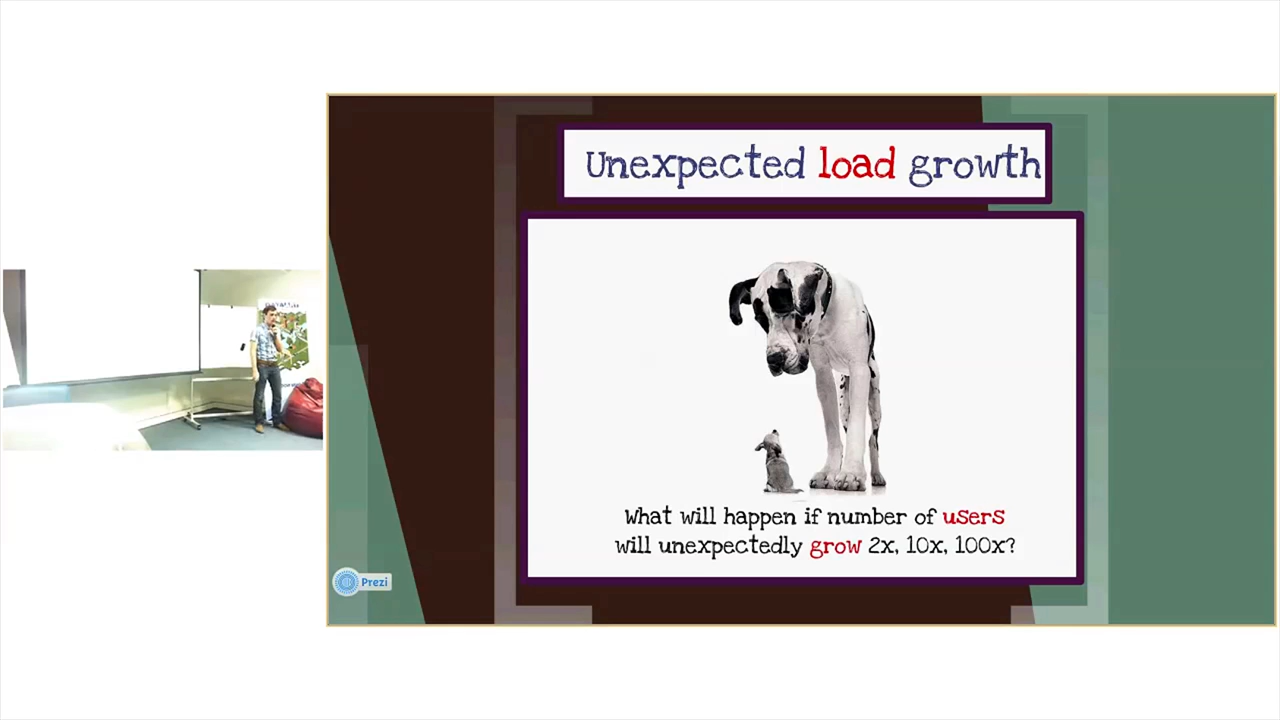 Unexpected load growth
What will happen if number of users
will unexpectedly grow 2x, 10x, 100x?
Prezi